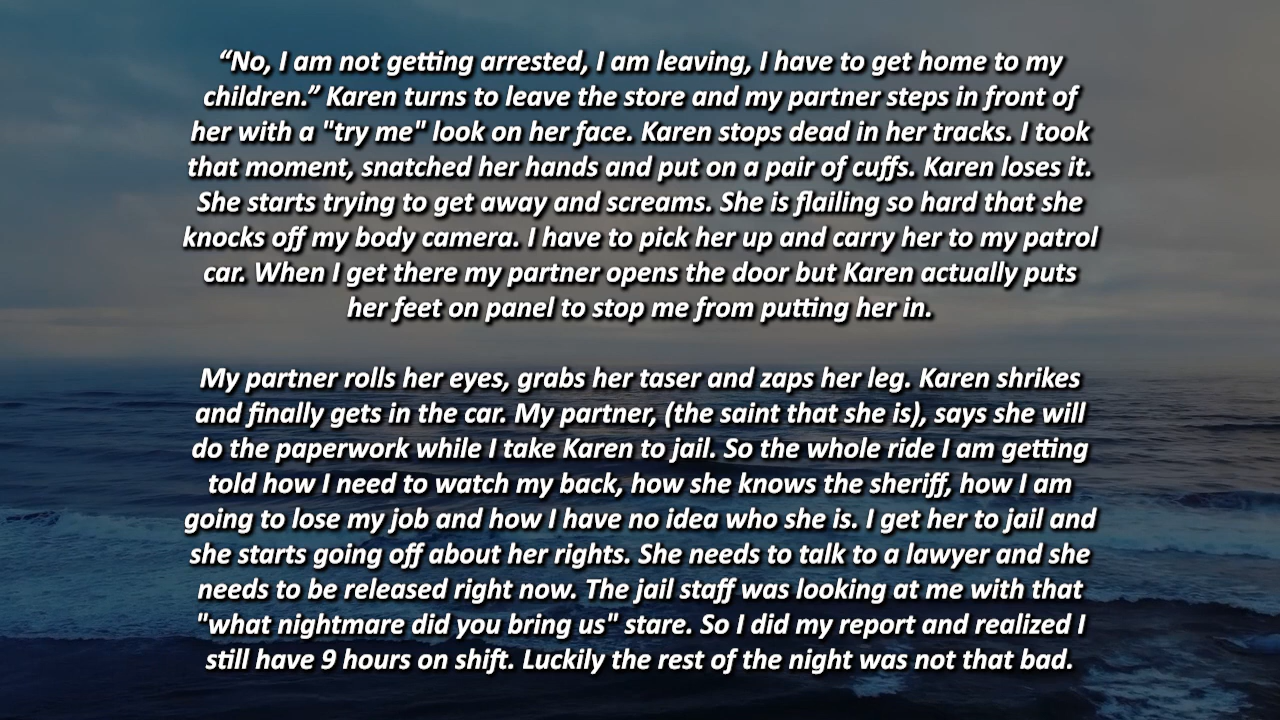 “No, I am not getting arrested, I am leaving, I have to get home to my
children.” Karen turns to leave the store and my partner steps in front of
her with a "try me" look on her face. Karen stops dead in her tracks. I took
that moment, snatched her hands and put on a pair of cuffs. Karen loses it.
She starts trying to get away and screams. She is flailing so hard that she
knocks off my body camera. I have to pick her up and carry her to my patrol
car. When I get there my partner opens the door but Karen actually puts
her feet on panel to stop me from putting her in.
My partner rolls her eyes, grabs her taser and zaps her leg. Karen shrikes
and finally gets in the car. My partner, (the saint that she is), says she will
do the paperwork while I take Karen to jail. So the whole ride I am getting
told how I need to watch my back, how she knows the sheriff, how I am
going to lose my job and how I have no idea who she is. I get her to jail and
she starts going off about her rights. She needs to talk to a lawyer and she
needs to be released right now. The jail staff was looking at me with that
"what nightmare did you bring us" stare. So I did my report and realized I
still have 9 hours on shift. Luckily the rest of the night was not that bad.